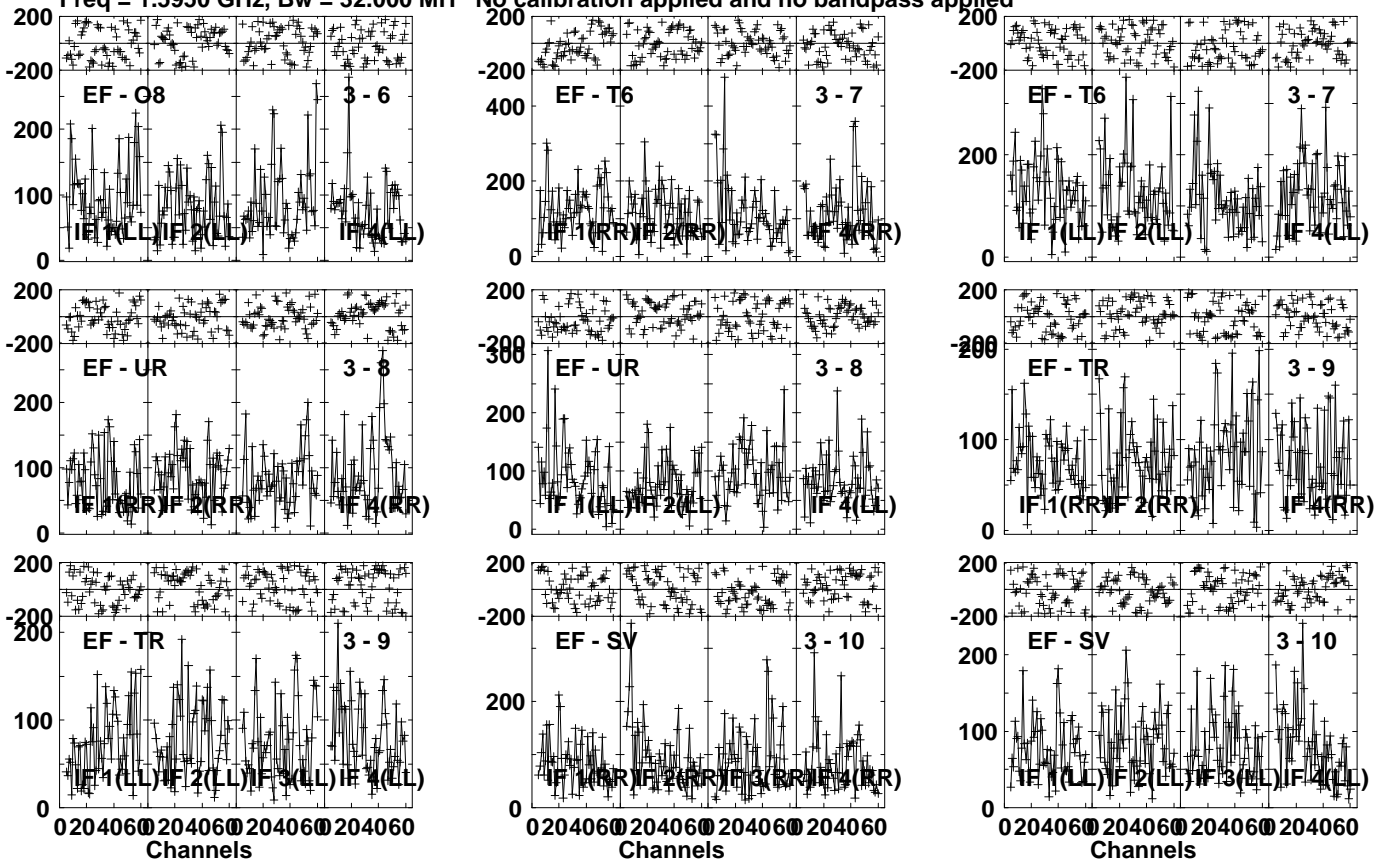 Freq = 1.5950 GHz, Bw = 32.000 MH No calibration applied and no bandpass applied
200
-200
EF - O8 3 - 6
200
100
0
IF 1(LL) IF 2(LL) IF 4(LL)
200
-200
EF - T6 3 - 7
400
200
0
IF 1(RR) IF 2(RR) IF 4(RR)
200
-200
EF - T6 3 - 7
200
0
IF 1(LL) IF 2(LL) IF 4(LL)
200
-200
EF - UR 3 - 8
200
100
0
IF 1(RR) IF 2(RR) IF 4(RR)
200
-200
300
EF - UR 3 - 8
200
100
0
IF 1(LL) IF 2(LL) IF 4(LL)
200
-200
200
EF - TR 3 - 9
100
0
IF 1(RR) IF 2(RR) IF 4(RR)
200
-200
200
EF - TR 3 - 9
100
0
IF 1(LL) IF 2(LL) IF 3(LL) IF 4(LL)
0 20 40 60 0 20 40 60 0 20 40 60 0 20 40 60
Channels
200
-200
EF - SV 3 - 10
200
0
IF 1(RR) IF 2(RR) IF 3(RR) IF 4(RR)
0 20 40 60 0 20 40 60 0 20 40 60 0 20 40 60
Channels
200
-200
EF - SV 3 - 10
200
100
0
IF 1(LL) IF 2(LL) IF 3(LL) IF 4(LL)
0 20 40 60 0 20 40 60 0 20 40 60 0 20 40 60
Channels